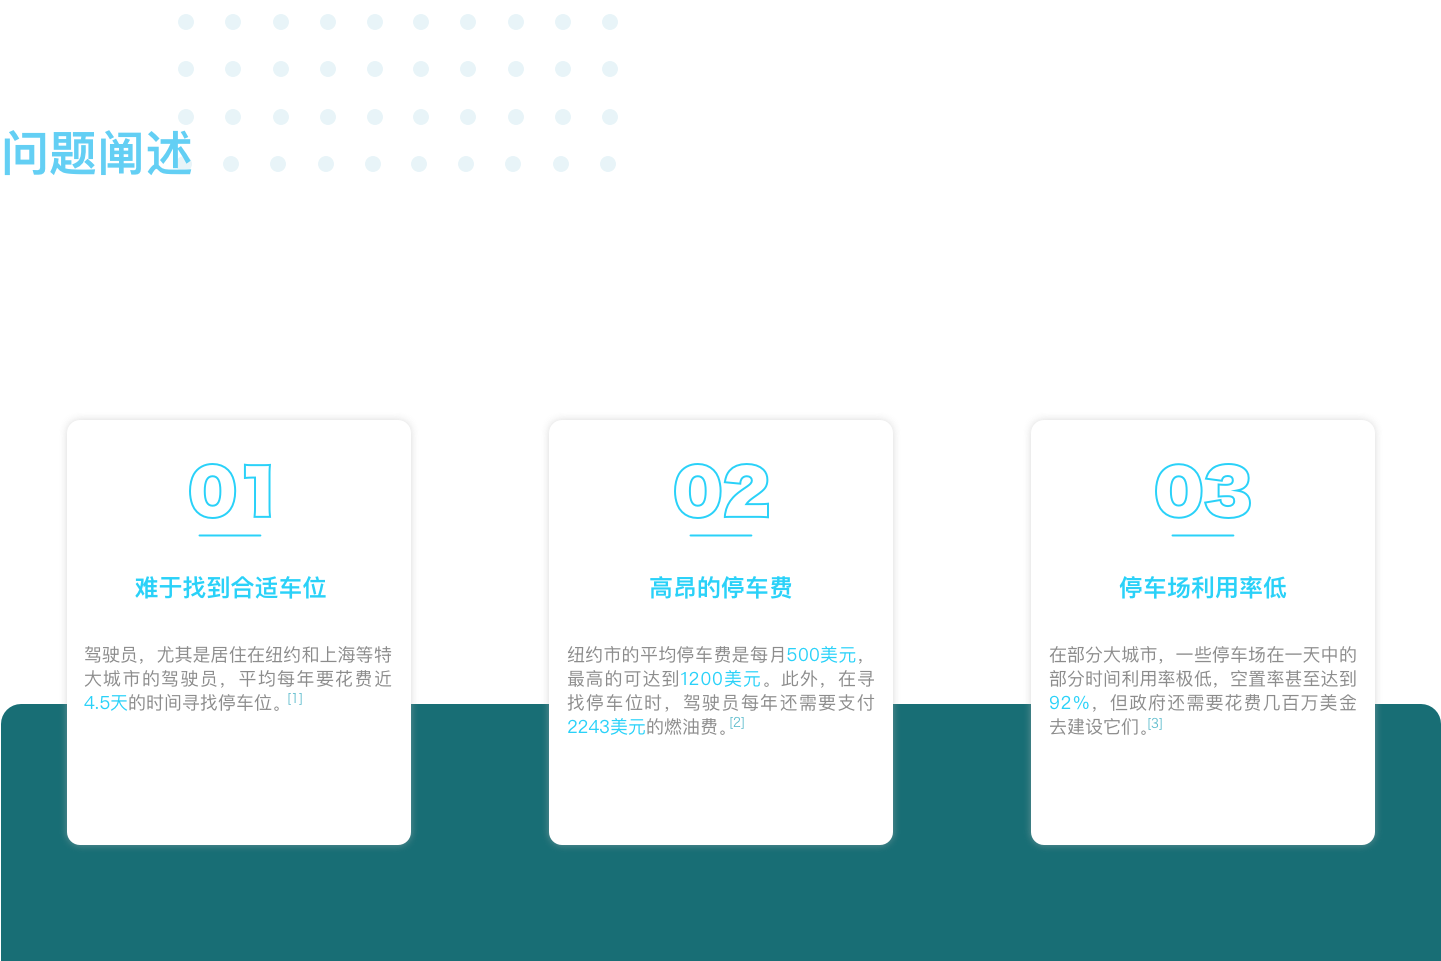 问题阐述
01
难于找到合适车位
驾驶员，尤其是居住在纽约和上海等特
大城市的驾驶员，平均每年要花费近
4.5天的时间寻找停车位。[1]
02
高昂的停车费
纽约市的平均停车费是每月500美元，
最高的可达到1200美元。此外，在寻
找停车位时，驾驶员每年还需要支付
2243美元的燃油费。[2]
03
停车场利用率低
在部分大城市，一些停车场在一天中的
部分时间利用率极低，空置率甚至达到
92%，但政府还需要花费几百万美金
去建设它们。[3]